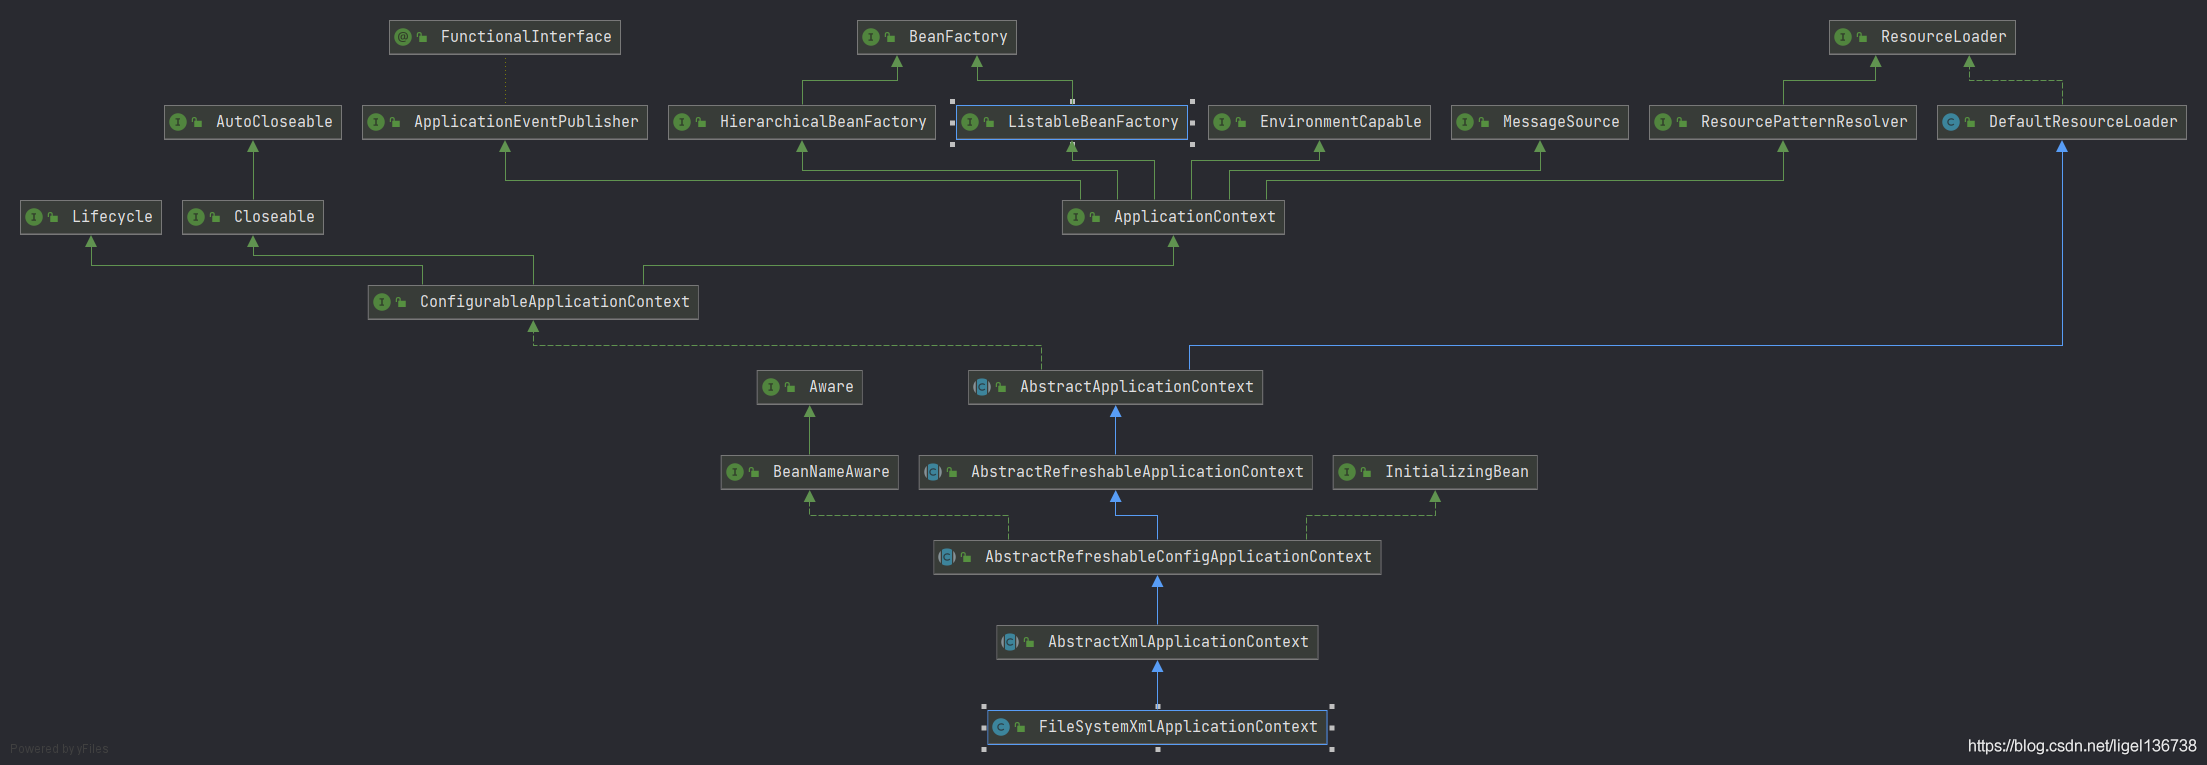 FunctionalInterface
BeanFactory
ResourceLoader
AutoCloseable
ApplicationEventPublisher
HierarchicalBeanFactory
ListableBeanFactory
EnvironmentCapable
MessageSource
ResourcePatternResolver
DefaultResourceLoader
Lifecycle
Closeable
ApplicationContext
ConfigurableApplicationContext
Aware
AbstractApplicationContext
BeanNameAware
AbstractRefreshableApplicationContext
InitializingBean
AbstractRefreshableConfigApplicationContext
AbstractXmlApplicationContext
FileSystemXmlApplicationContext
Powered by yFiles
https://blog.csdn.net/ligel136738